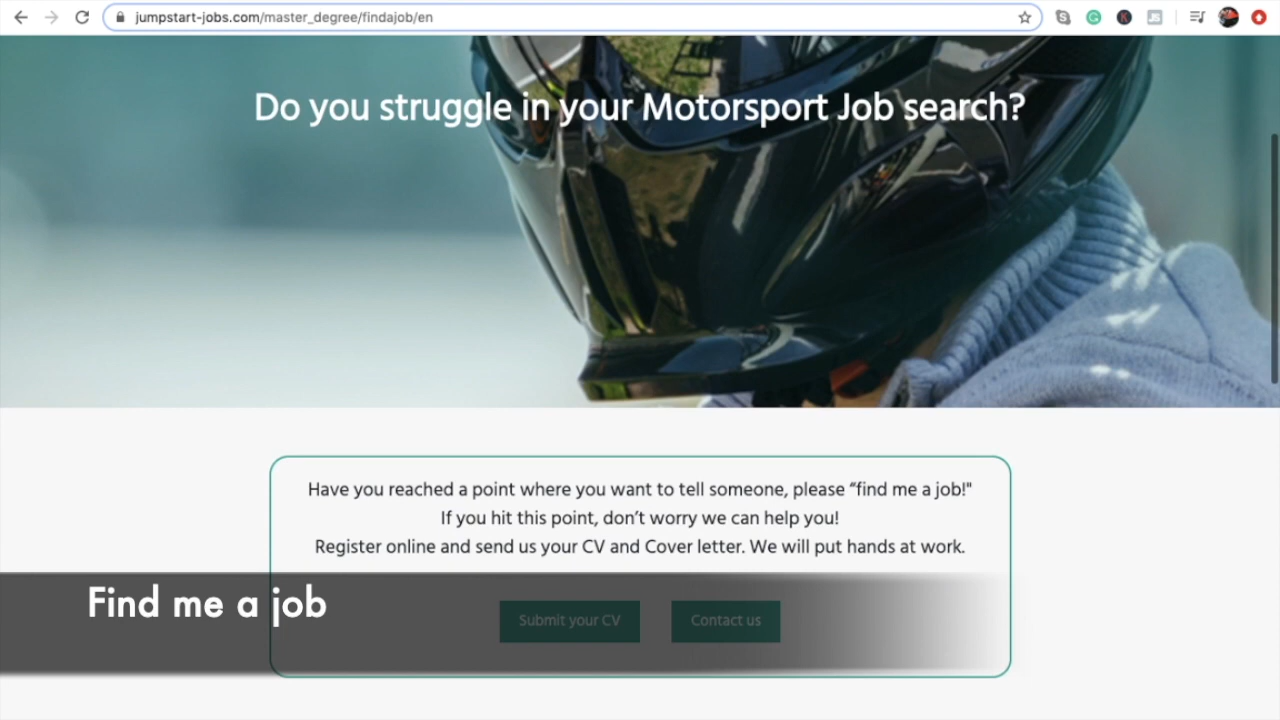 jumpstart-jobs.com/master_degree/findajob/en
Do you struggle in your Motorsport Job search?
Have you reached a point where you want to tell someone, please “find me a job!"
If you hit this point, don’t worry we can help you!
Register online and send us your CV and Cover letter. We will put hands at work.
Find me a job
Submit your CV
Contact us